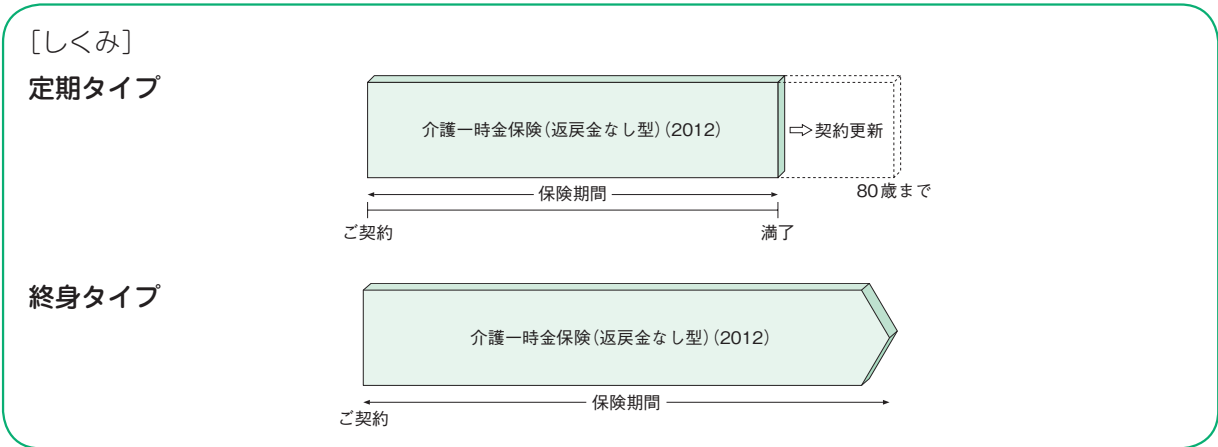 [しくみ]
定期タイプ
介護一時金保険(返戻金なし型)(2012)
⇨契約更新
保険期間
80歳まで
ご契約
満了
終身タイプ
介護一時金保険(返戻金なし型)(2012)
保険期間
ご契約